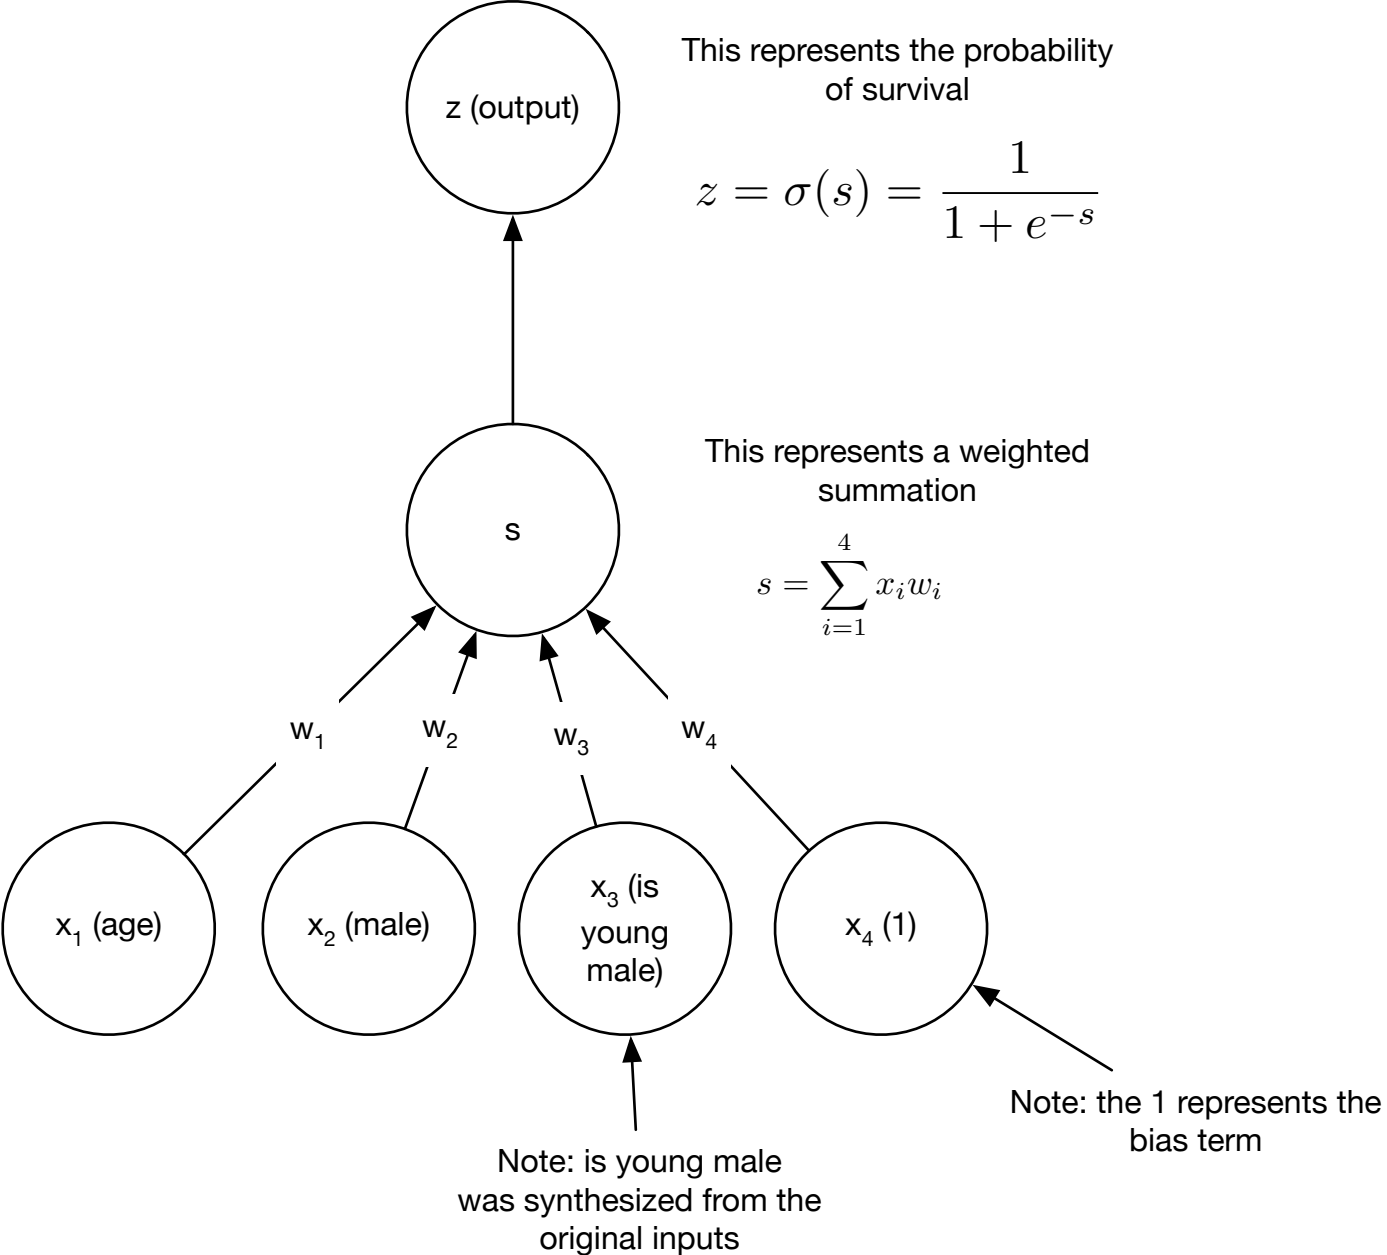 z (output)
This represents the probability
of survival
z = σ(s) = 1 / (1 + e^{-s})
s
This represents a weighted
summation
s = \sum_{i=1}^{4} x_i w_i
w₁
w₂
w₃
w₄
x₁ (age)
x₂ (male)
x₃ (is
young
male)
x₄ (1)
Note: the 1 represents the
bias term
Note: is young male
was synthesized from the
original inputs